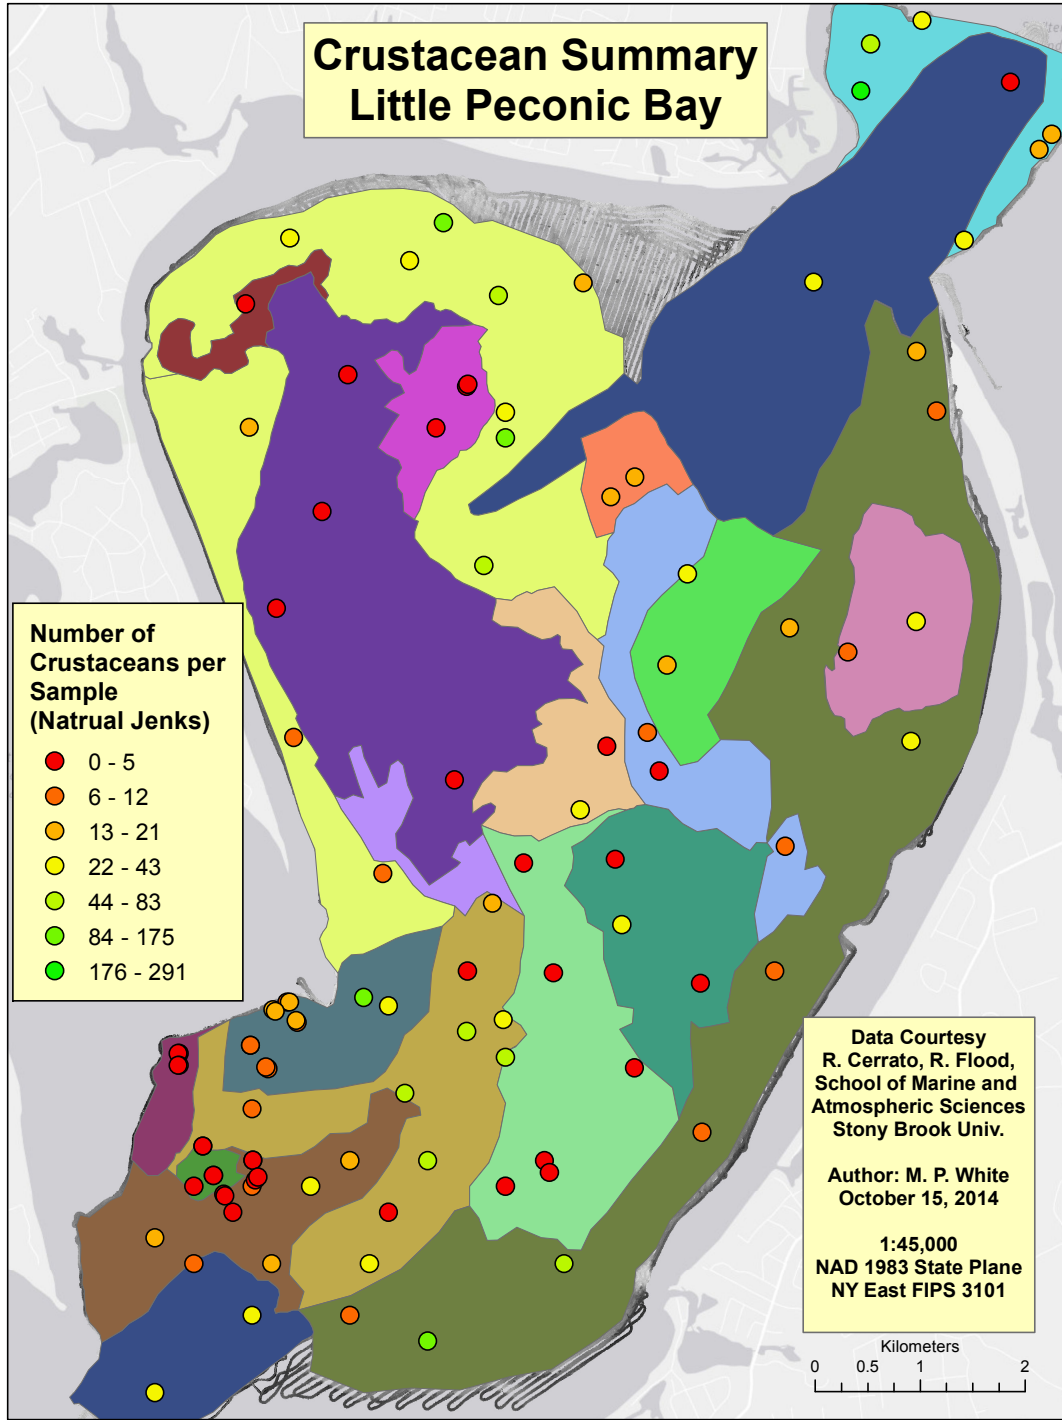 Crustacean Summary
Little Peconic Bay
Number of
Crustaceans per
Sample
(Natrual Jenks)
0 - 5
6 - 12
13 - 21
22 - 43
44 - 83
84 - 175
176 - 291
Data Courtesy
R. Cerrato, R. Flood,
School of Marine and
Atmospheric Sciences
Stony Brook Univ.
Author: M. P. White
October 15, 2014
1:45,000
NAD 1983 State Plane
NY East FIPS 3101
Kilometers
0 0.5 1 2